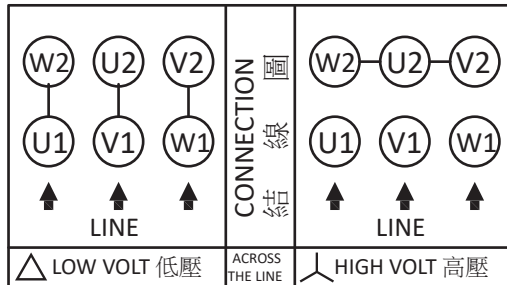 W2 U2 V2
U1 V1 W1
LINE
△ LOW VOLT 低壓
CONNECTION
結線圖
ACROSS
THE LINE
W2 U2 V2
U1 V1 W1
LINE
HIGH VOLT 高壓